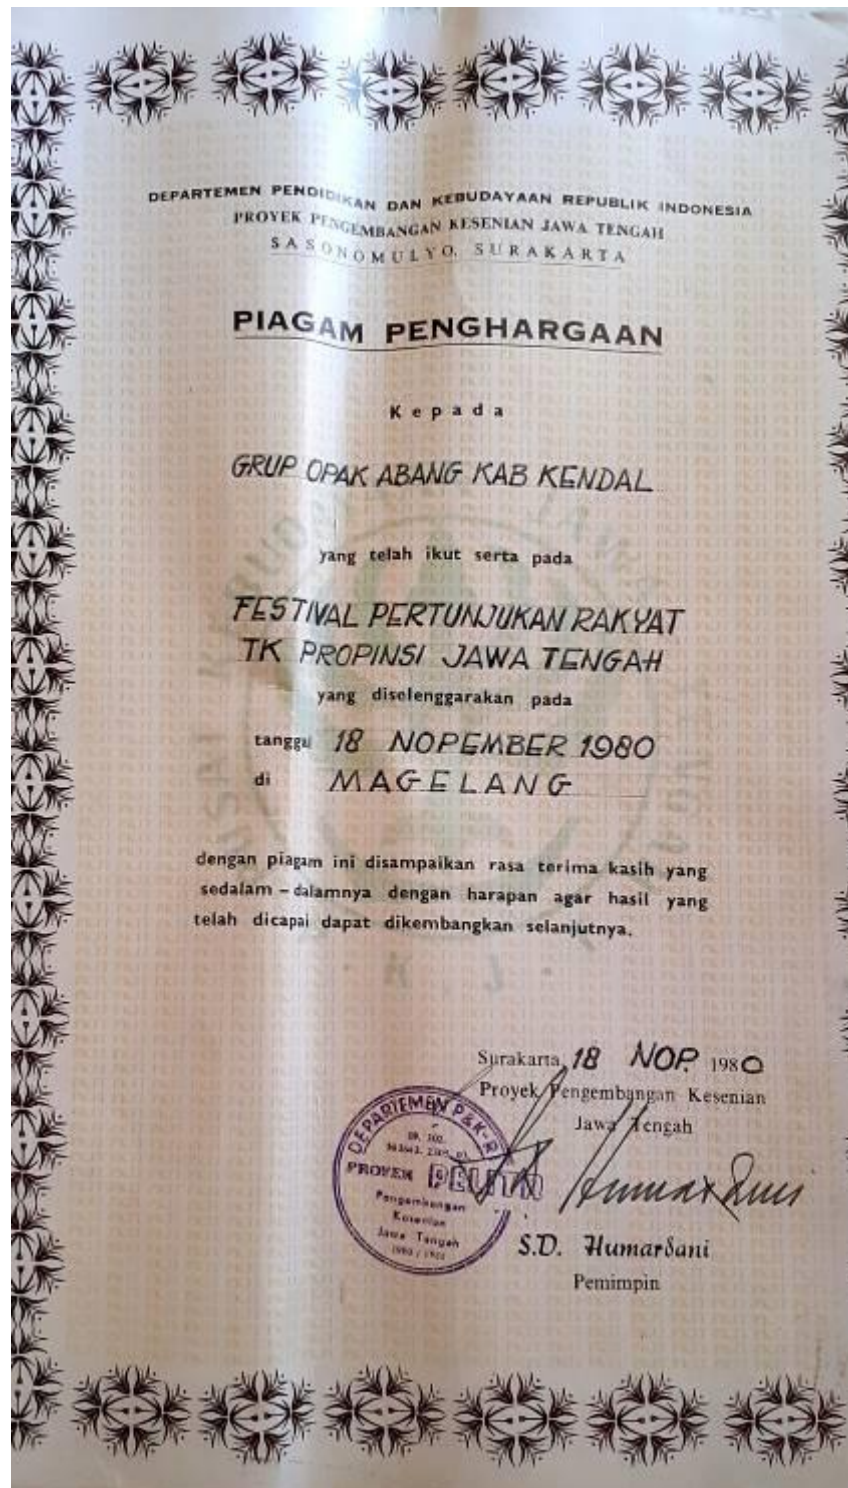 DEPARTEMEN PENDIDIKAN DAN KEBUDAYAAN REPUBLIK INDONESIA
PROYEK PENGEMBANGAN KESENIAN JAWA TENGAH
SASONOMULYO, SURAKARTA
PIAGAM PENGHARGAAN
Kepada
GRUP OPAK ABANG KAB KENDAL
yang telah ikut serta pada
FESTIVAL PERTUNJUKAN RAKYAT
TK PROPINSI JAWA TENGAH
yang diselenggarakan pada
tanggal 18 NOPEMBER 1980
di MAGELANG
dengan piagam ini disampaikan rasa terima kasih yang
sedalam – dalamnya dengan harapan agar hasil yang
telah dicapai dapat dikembangkan selanjutnya.
Surakarta, 18 NOP. 1980
Proyek Pengembangan Kesenian
Jawa Tengah
DEPARTEMEN P & K-RI
PROYEK PELITA
Pengembangan
Kesenian
Jawa Tengah
S.D. Humardani
Pemimpin